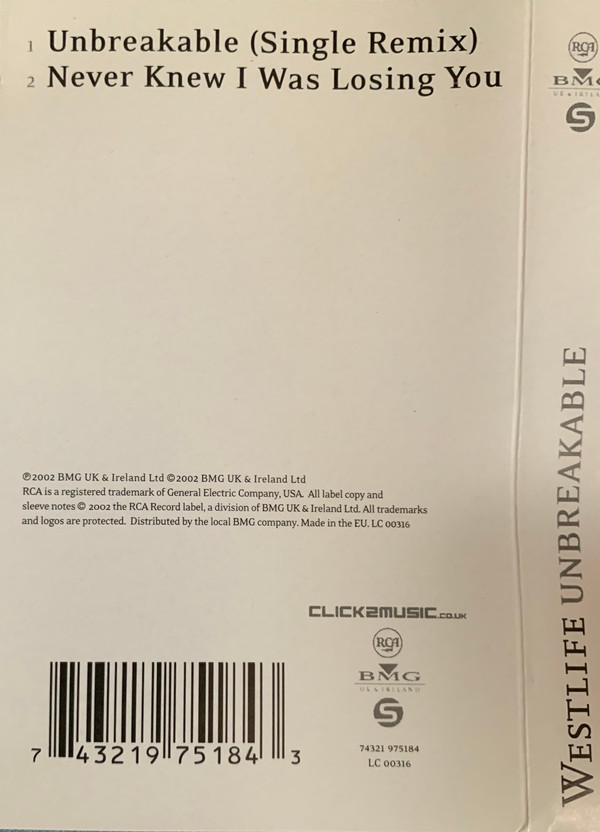 1 Unbreakable (Single Remix)
2 Never Knew I Was Losing You
℗2002 BMG UK & Ireland Ltd ©2002 BMG UK & Ireland Ltd
RCA is a registered trademark of General Electric Company, USA. All label copy and
sleeve notes © 2002 the RCA Record label, a division of BMG UK & Ireland Ltd. All trademarks
and logos are protected. Distributed by the local BMG company. Made in the EU. LC 00316
CLICK2MUSIC.CO.UK
RCA
BMG
UK & IRELAND
S
74321 975184
LC 00316
7 43219 75184 3
RCA
BMG
S
WESTLIFE UNBREAKABLE